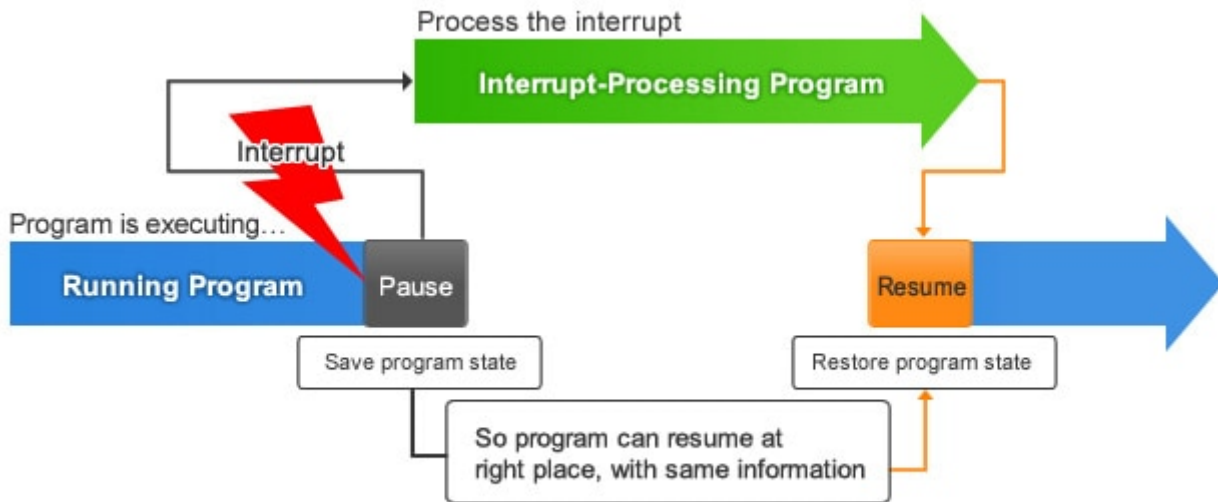 Process the interrupt
Interrupt-Processing Program
Interrupt
Program is executing...
Running Program
Pause
Resume
Save program state
Restore program state
So program can resume at
right place, with same information